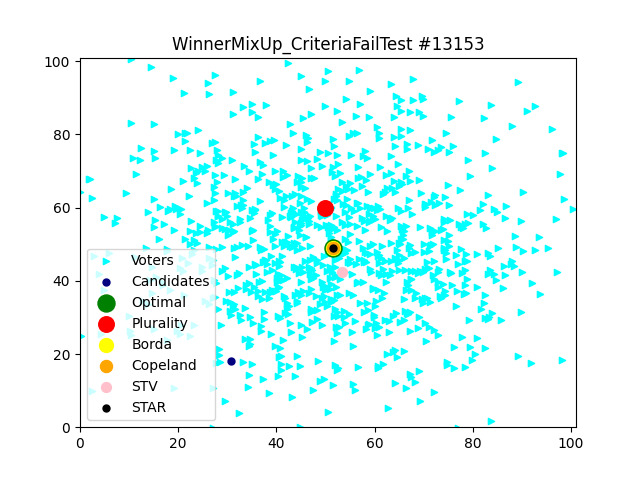 WinnerMixUp_CriteriaFailTest #13153
100
80
60
40
20
0
Voters
Candidates
Optimal
Plurality
Borda
Copeland
STV
STAR
0 20 40 60 80 100